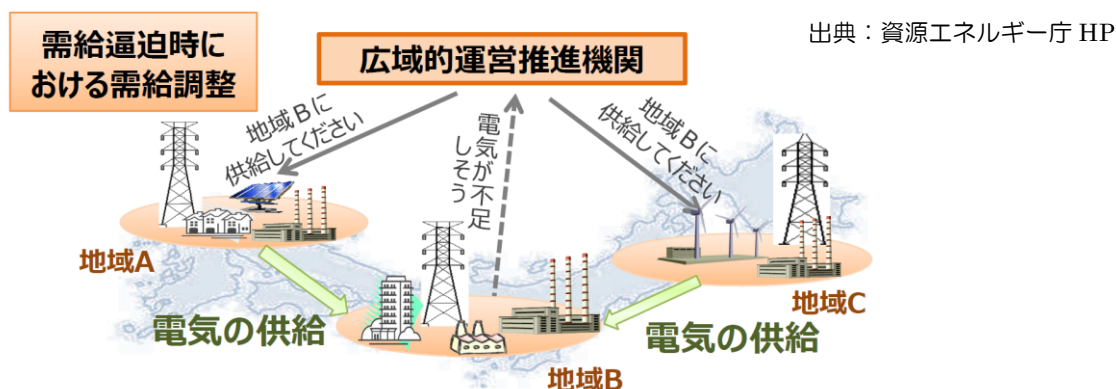 出典：資源エネルギー庁 HP
需給逼迫時に
おける需給調整
広域的運営推進機関
地域Bに
供給してください
電気が不足
しそう
地域Bに
供給してください
地域A
電気の供給
地域B
地域C
電気の供給